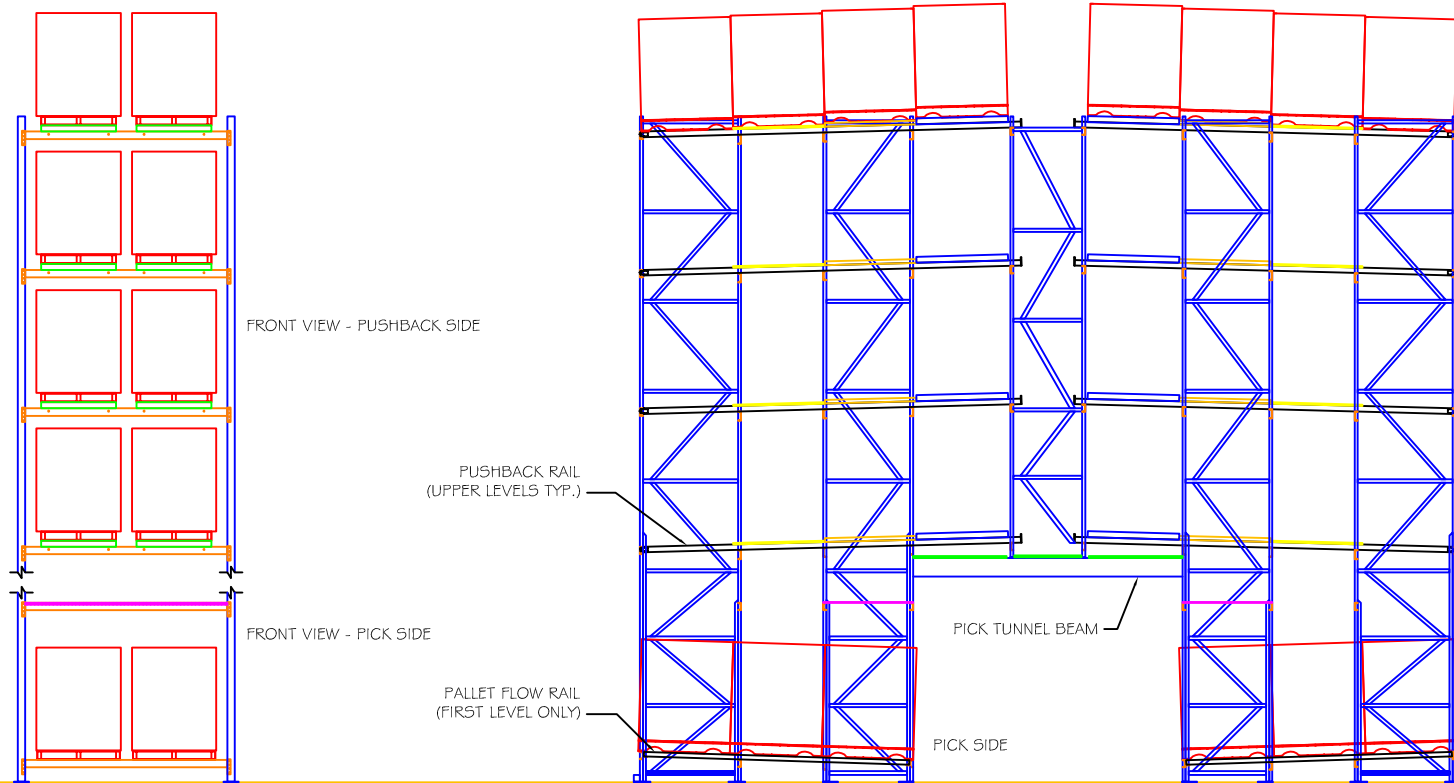 FRONT VIEW - PUSHBACK SIDE
PUSHBACK RAIL
(UPPER LEVELS TYP.)
FRONT VIEW - PICK SIDE
PICK TUNNEL BEAM
PALLET FLOW RAIL
(FIRST LEVEL ONLY)
PICK SIDE